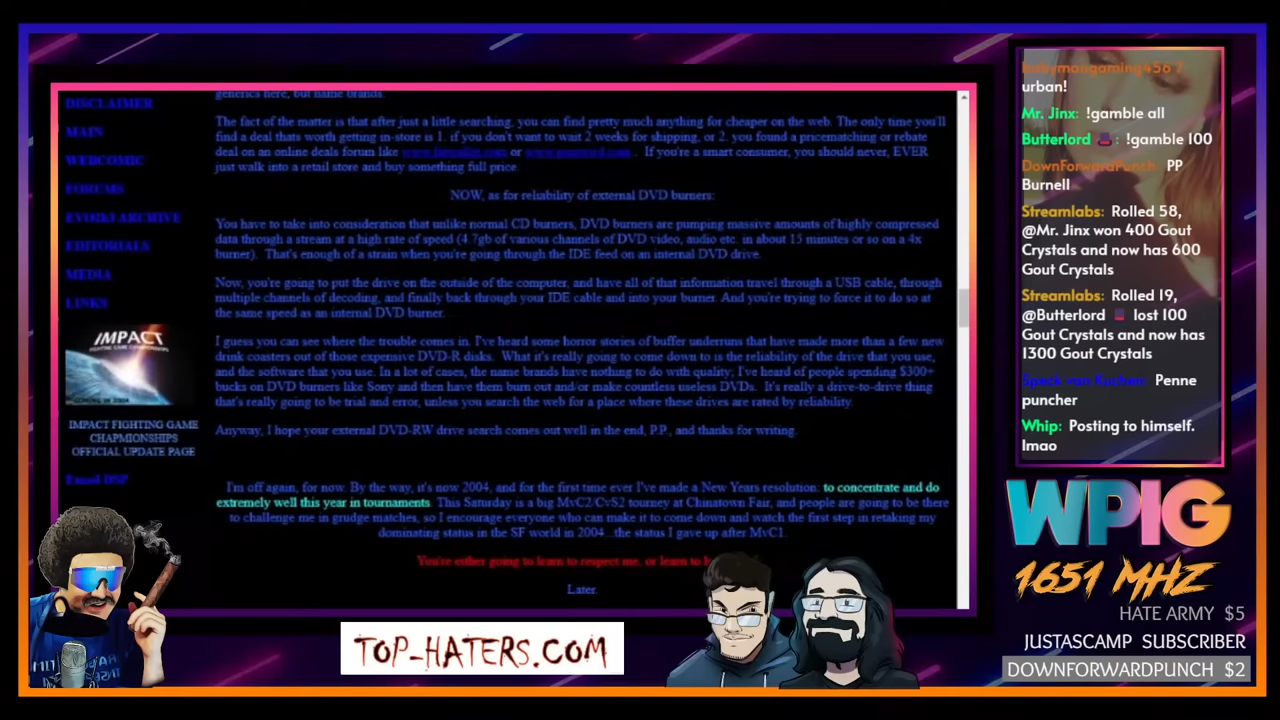 generics here, but name brands.
The fact of the matter is that after just a little searching, you can find pretty much anything for cheaper on the web. The only time you'll
find a deal thats worth getting in-store is 1. if you don't want to wait 2 weeks for shipping, or 2. you found a pricematching or rebate
deal on an online deals forum like or . If you're a smart consumer, you should never, EVER
just walk into a retail store and buy something full price.
NOW, as for reliability of external DVD burners:
You have to take into consideration that unlike normal CD burners, DVD burners are pumping massive amounts of highly compressed
data through a stream at a high rate of speed (4.7gb of various channels of DVD video, audio etc. in about 15 minutes or so on a 4x
burner). That's enough of a strain when you're going through the IDE feed on an internal DVD drive.
Now, you're going to put the drive on the outside of the computer, and have all of that information travel through a USB cable, through
multiple channels of decoding, and finally back through your IDE cable and into your burner. And you're trying to force it to do so at
the same speed as an internal DVD burner.
I guess you can see where the trouble comes in. I've heard some horror stories of buffer underruns that have made more than a few new
drink coasters out of those expensive DVD-R disks. What it's really going to come down to is the reliability of the drive that you use,
and the software that you use. In a lot of cases, the name brands have nothing to do with quality; I've heard of people spending $300+
bucks on DVD burners like Sony and then have them burn out and/or make countless useless DVDs. It's really a drive-to-drive thing
that's really going to be trial and error, unless you search the web for a place where these drives are rated by reliability.
Anyway, I hope your external DVD-RW drive search comes out well in the end, P.P., and thanks for writing.
I'm off again, for now. By the way, it's now 2004, and for the first time ever I've made a New Years resolution: to concentrate and do
extremely well this year in tournaments. This Saturday is a big MvC2/CvS2 tourney at Chinatown Fair, and people are going to be there
to challenge me in grudge matches, so I encourage everyone who can make it to come down and watch the first step in retaking my
dominating status in the SF world in 2004...the status I gave up after MvC1.
You're either going to learn to respect me, or learn to
Later.
DISCLAIMER
MAIN
WEBCOMIC
FORUMS
EVO2k3 ARCHIVE
EDITORIALS
MEDIA
LINKS
IMPACT
FIGHTING GAME CHAMPIONSHIPS
COMING IN 2004
IMPACT FIGHTING GAME
CHAPMIONSHIPS
OFFICIAL UPDATE PAGE
Email DSP
TOP-HATERS.COM
urban!
Mr. Jinx: !gamble all
Butterlord : !gamble 100
DownForwardPunch PP
Burnell
Streamlabs: Rolled 58,
@Mr. Jinx won 400 Gout
Crystals and now has 600
Gout Crystals
Streamlabs: Rolled 19,
@Butterlord lost 100
Gout Crystals and now has
1300 Gout Crystals
Speck von Kuchen: Penne
puncher
Whip: Posting to himself.
lmao
WPIG
1651 MHZ
HATE ARMY $5
JUSTASCAMP SUBSCRIBER
DOWNFORWARDPUNCH $2